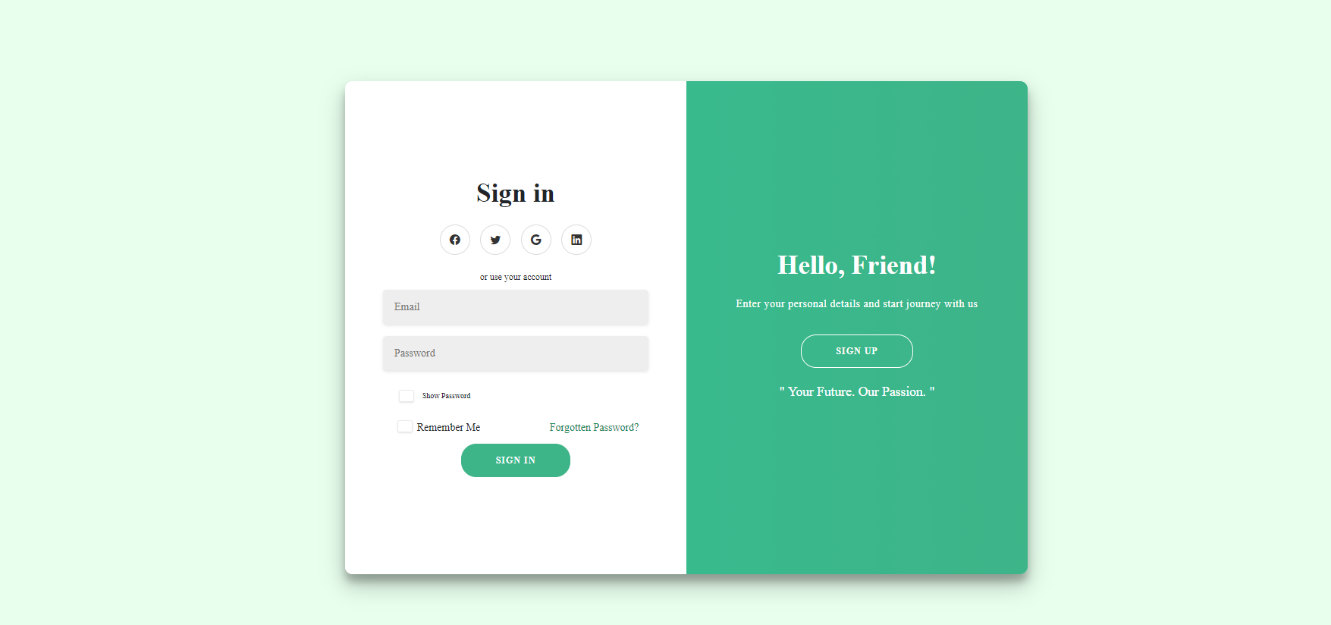 Sign in
or use your account
Email
Password
Show Password
Remember Me Forgotten Password?
SIGN IN
Hello, Friend!
Enter your personal details and start journey with us
SIGN UP
" Your Future. Our Passion. "